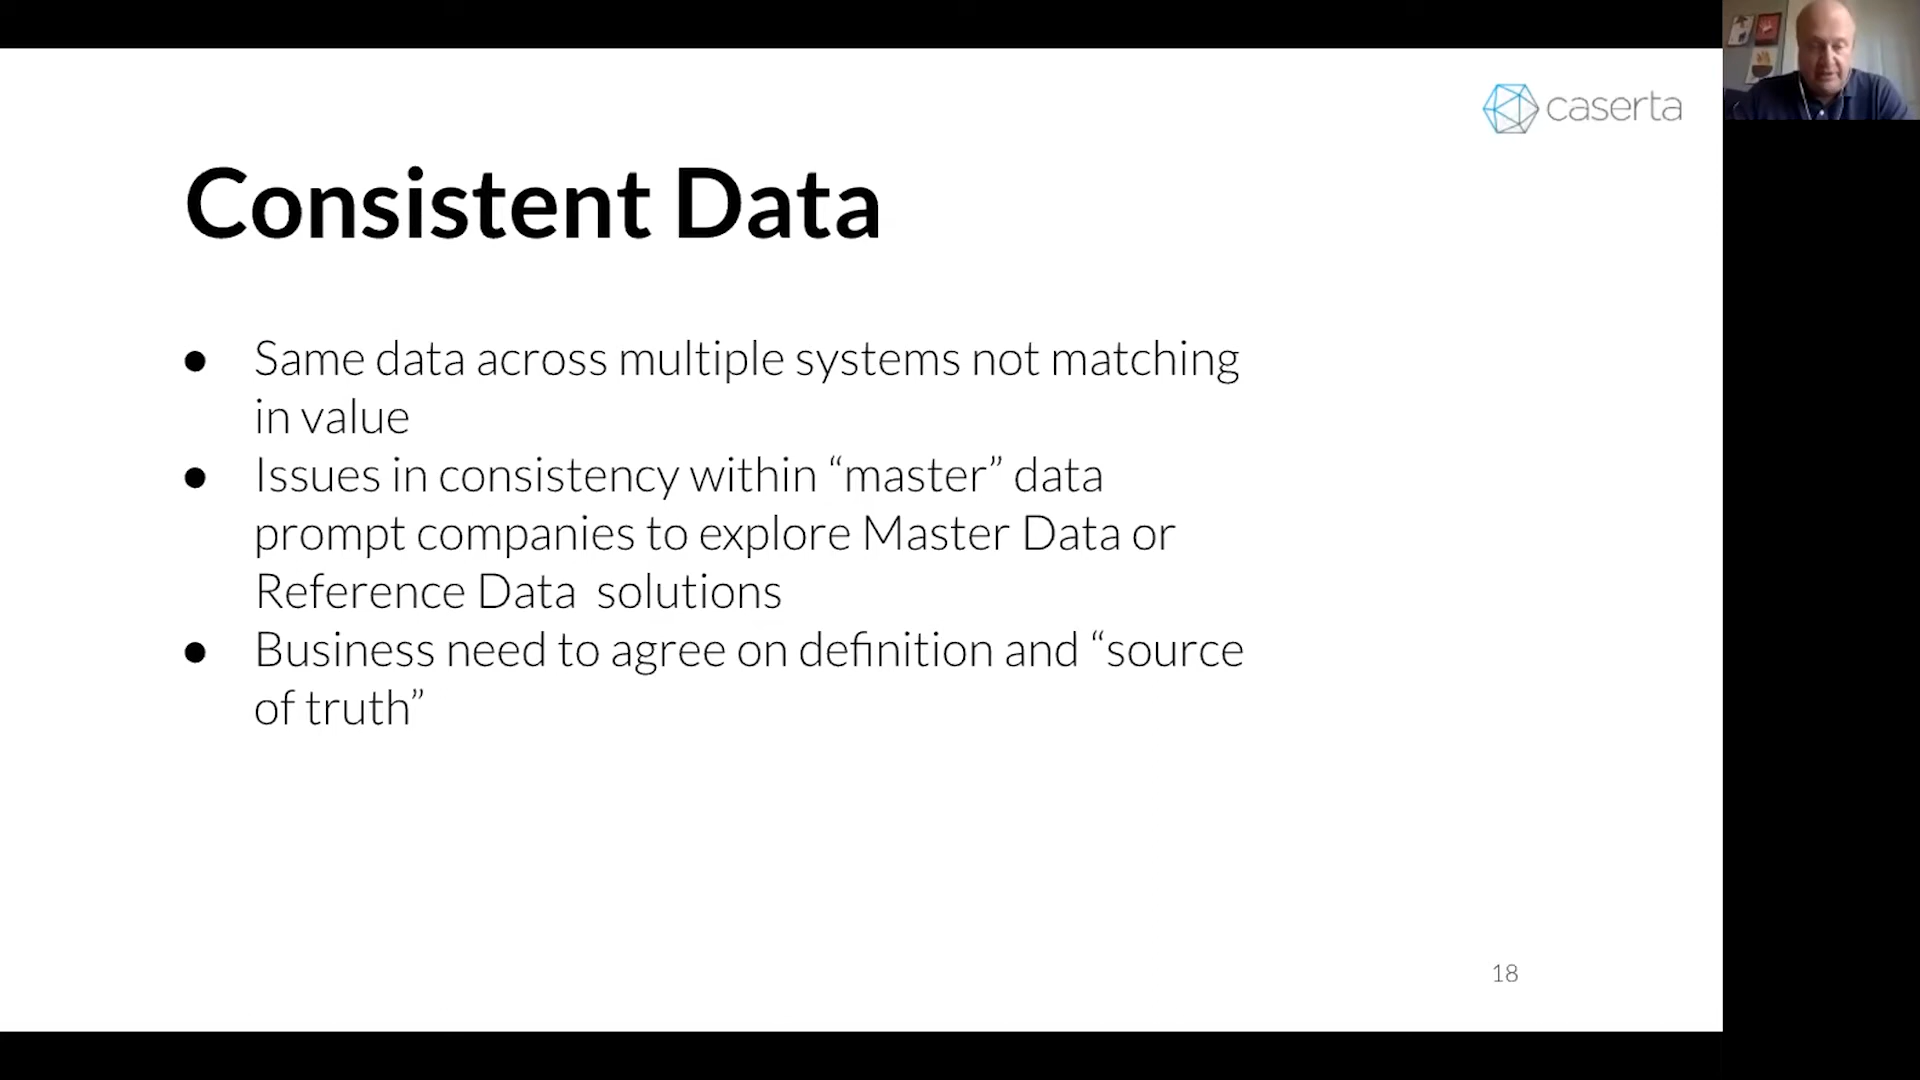 caserta
Consistent Data
● Same data across multiple systems not matching
in value
● Issues in consistency within “master” data
prompt companies to explore Master Data or
Reference Data  solutions
● Business need to agree on definition and “source
of truth”
18